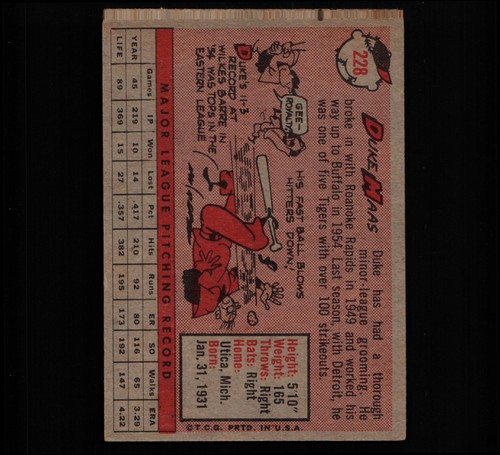 228
DUKE MAAS
Duke has had a thorough
minor-league grooming. He
broke in with Roanoke Rapids in 1949 and worked his
way up to Buffalo in 1954. Last season, with Detroit, he
was one of five Tigers with over 100 strikeouts.
GEE-
ROYALTY!
DUKE'S 11-3
RECORD AT
WILKES BARRE IN
'54 WAS TOPS IN THE
EASTERN LEAGUE.
HIS FAST BALL BLOWS
HITTERS DOWN!
Height: 5'10"
Weight: 165
Throws: Right
Bats: Right
Home:
Utica, Mich.
Born:
Jan. 31, 1931
MAJOR LEAGUE PITCHING RECORD
Games IP Won Lost Pct Hits Runs ER SO Walks ERA
YEAR 45 219 10 14 .417 210 92 80 116 65 3.29
LIFE 89 369 15 27 .357 382 195 173 192 147 4.22
©T.C.G. PRTD. IN U.S.A.